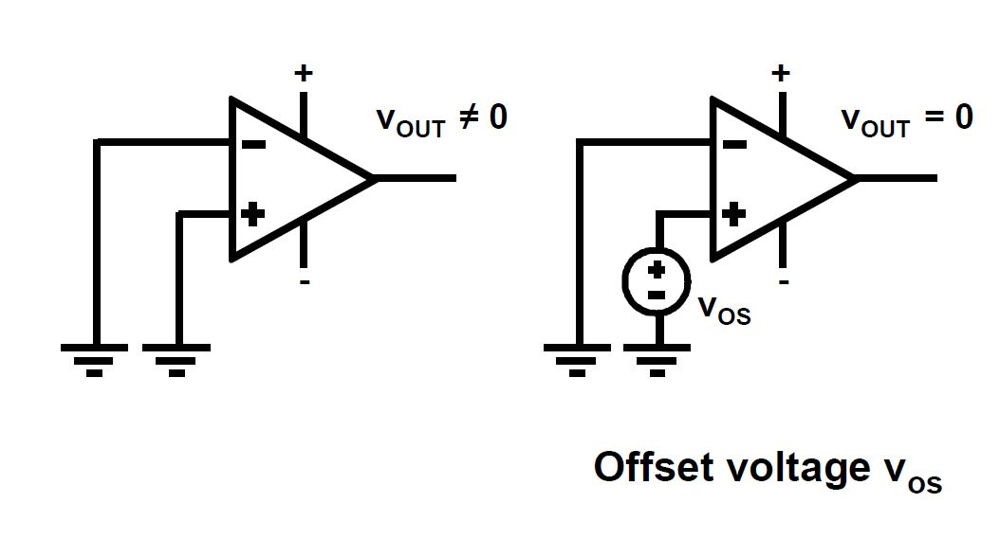 + +
vOUT ≠ 0 vOUT = 0
− −
+ +
+
−
- -
vOS
Offset voltage vos